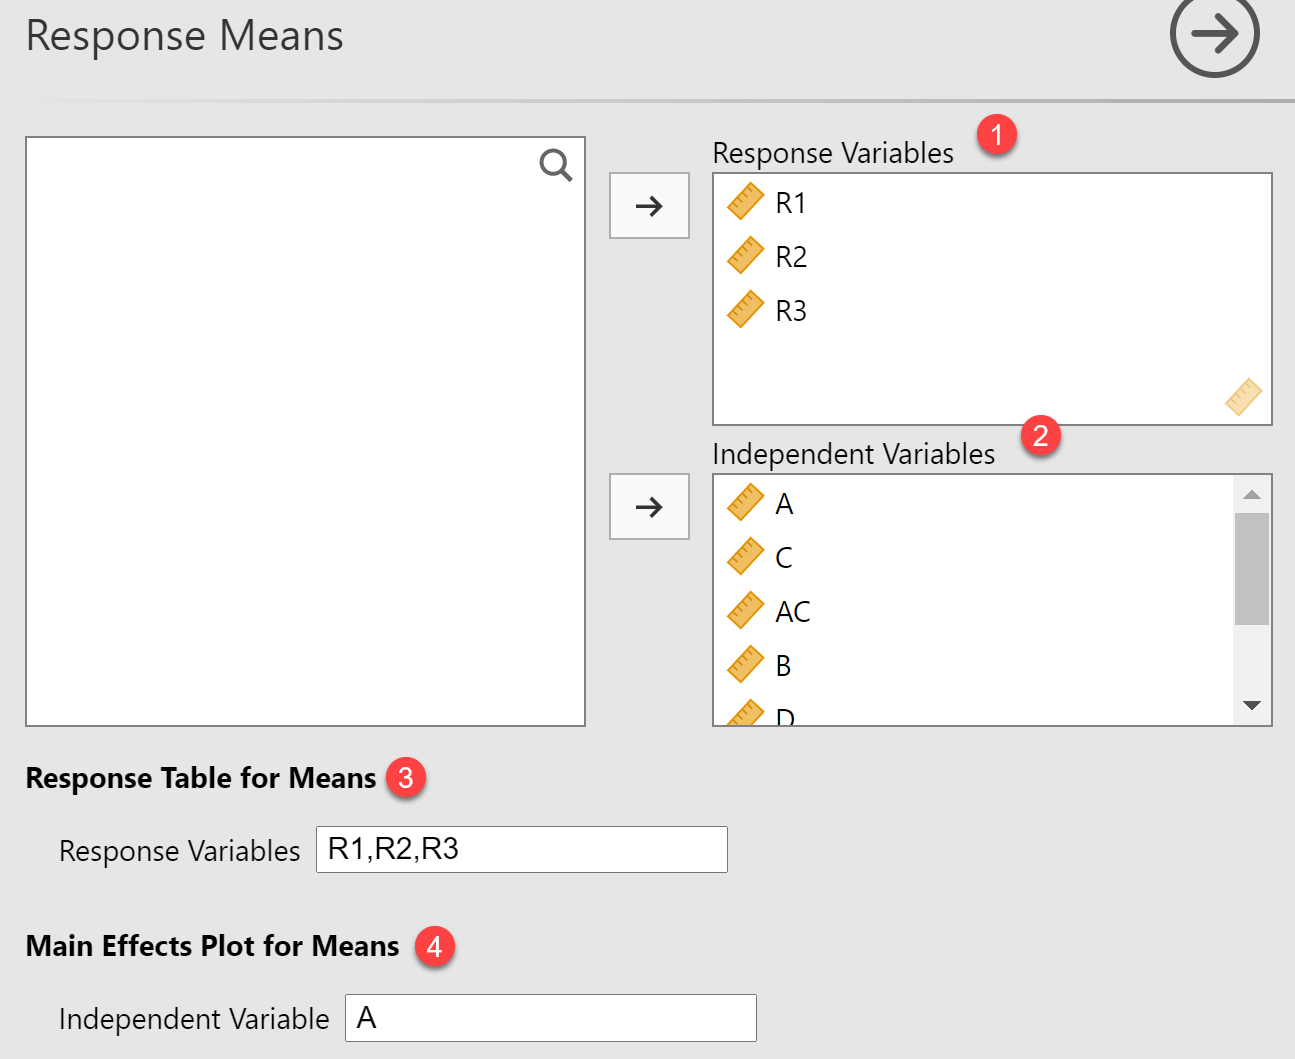 Response Means
Response Variables 1
R1
R2
R3
Independent Variables 2
A
C
AC
B
D
Response Table for Means 3
Response Variables R1,R2,R3
Main Effects Plot for Means 4
Independent Variable A